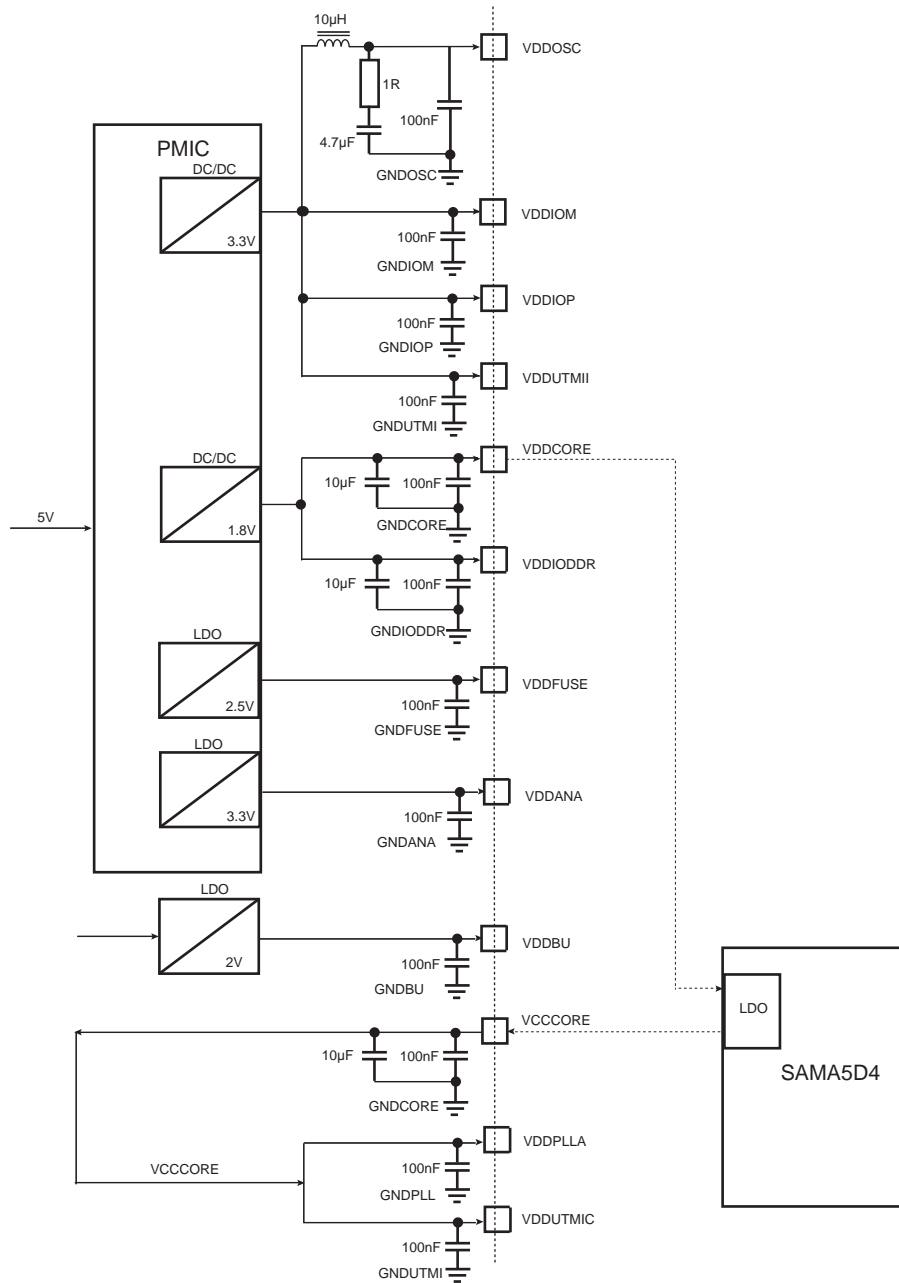 10µH
VDDOSC
1R
100nF
4.7µF
GNDOSC
PMIC
DC/DC
3.3V
VDDIOM
100nF
GNDIOM
VDDIOP
100nF
GNDIOP
VDDUTMII
100nF
GNDUTMI
VDDCORE
DC/DC
10µF
100nF
5V
1.8V
GNDCORE
VDDIODDR
10µF
100nF
GNDIODDR
LDO
VDDFUSE
2.5V
100nF
GNDFUSE
LDO
VDDANA
3.3V
100nF
GNDANA
LDO
VDDBU
2V
100nF
GNDBU
LDO
VCCCORE
10µF
100nF
SAMA5D4
GNDCORE
VDDPLLA
VCCCORE
100nF
GNDPLL
VDDUTMIC
100nF
GNDUTMI